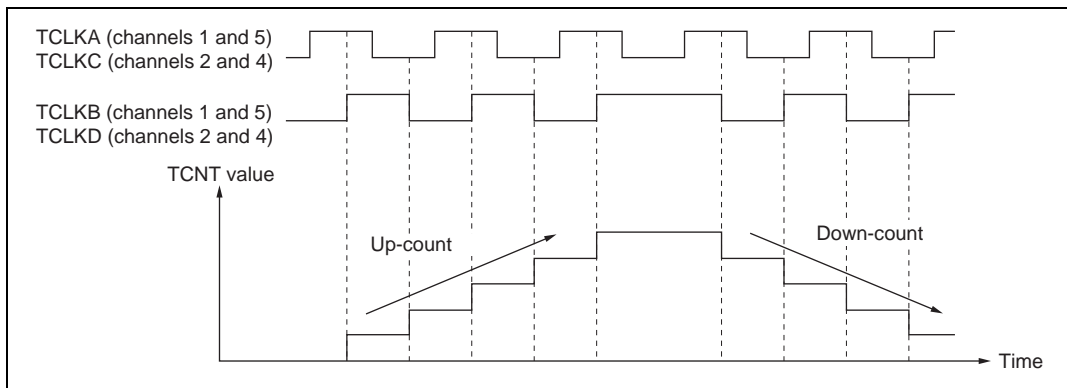 TCLKA (channels 1 and 5)
TCLKC (channels 2 and 4)
TCLKB (channels 1 and 5)
TCLKD (channels 2 and 4)
TCNT value
Up-count
Down-count
Time